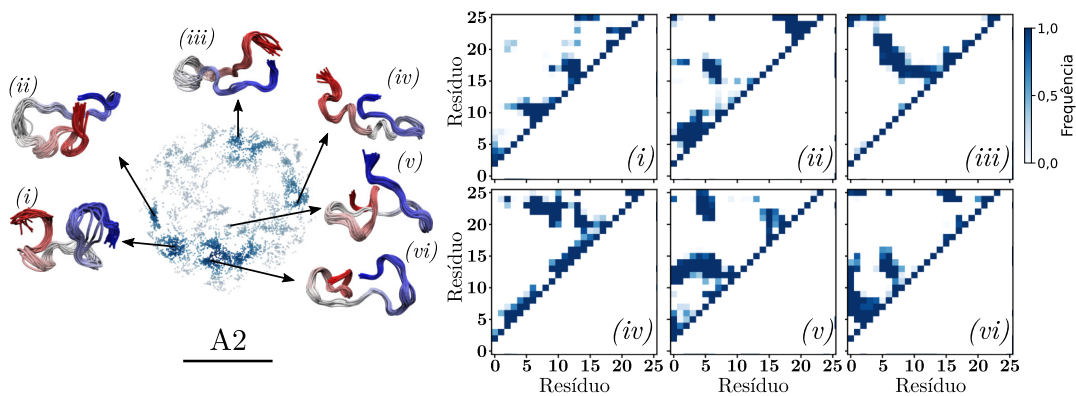 (iii)
(ii)
(iv)
(v)
(i)
(vi)
A2
25
20
15
10
5
0
Resíduo
(i)
(ii)
(iii)
1,0
0,5
0,0
Frequência
25
20
15
10
5
0
Resíduo
(iv)
(v)
(vi)
0 5 10 15 20 25
0 5 10 15 20 25
0 5 10 15 20 25
Resíduo
Resíduo
Resíduo